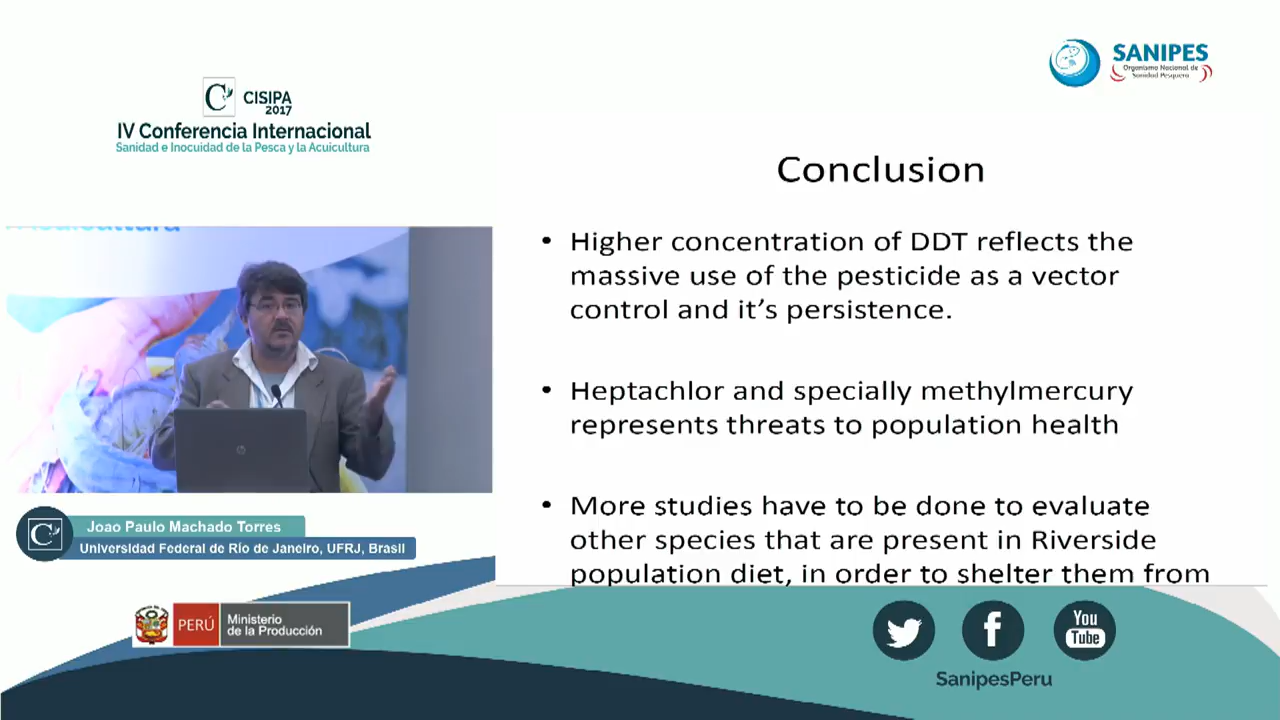 CISIPA
2017
IV Conferencia Internacional
Sanidad e Inocuidad de la Pesca y la Acuicultura
SANIPES
Organismo Nacional de
Sanidad Pesquera
Conclusion
• Higher concentration of DDT reflects the
massive use of the pesticide as a vector
control and it’s persistence.
• Heptachlor and specially methylmercury
represents threats to population health
• More studies have to be done to evaluate
other species that are present in Riverside
population diet, in order to shelter them from
hp
Joao Paulo Machado Torres
Universidad Federal de Río de Janeiro, UFRJ, Brasil
PERÚ
Ministerio
de la Producción
You
Tube
SanipesPeru